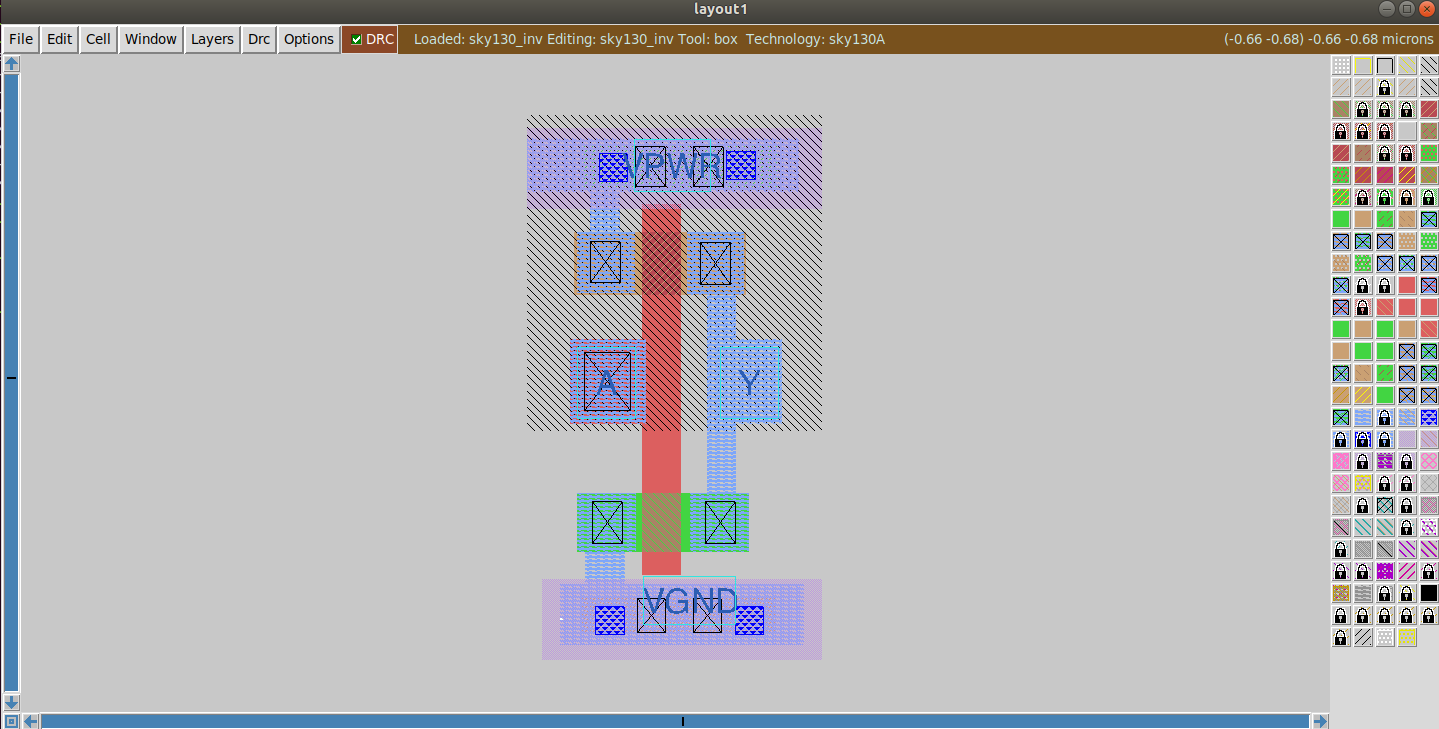 layout1
File Edit Cell Window Layers Drc Options DRC Loaded: sky130_inv Editing: sky130_inv Tool: box Technology: sky130A (-0.66 -0.68) -0.66 -0.68 microns
VPWR
A Y
VGND